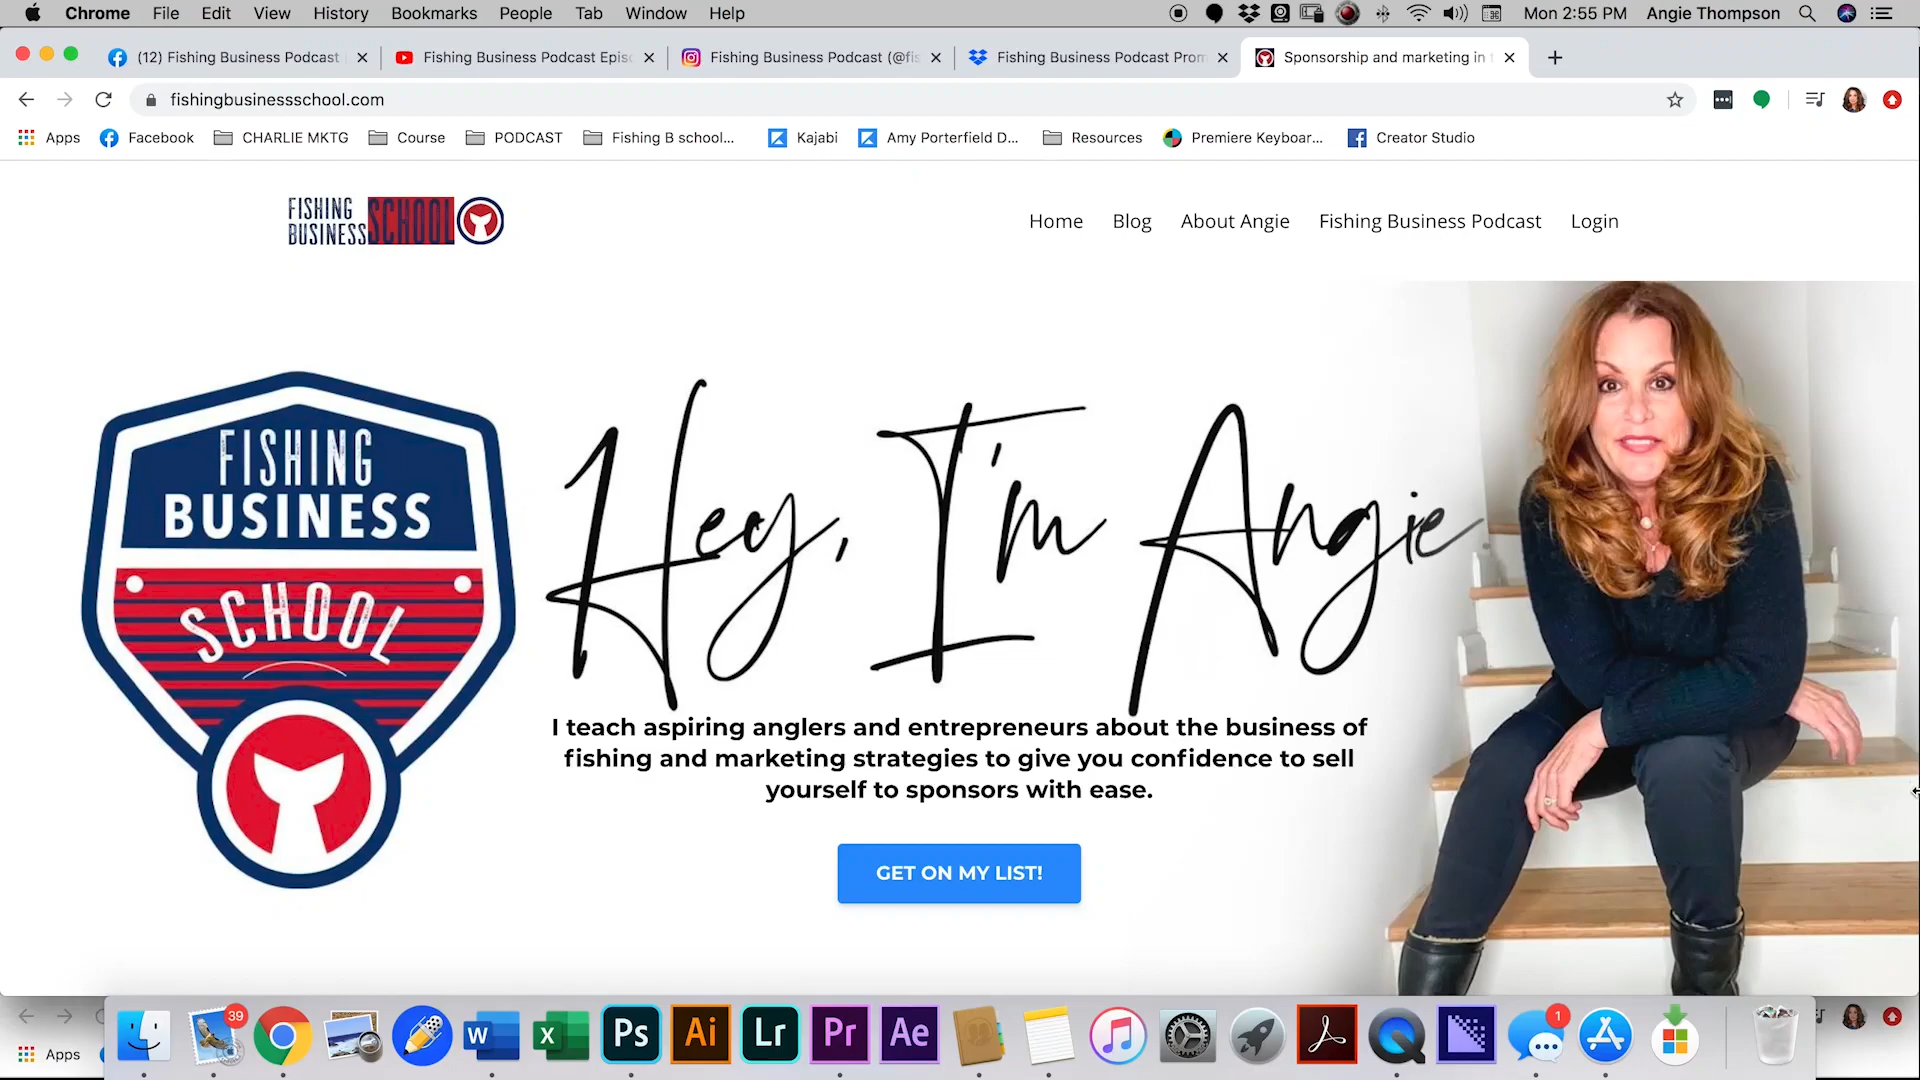 Chrome File Edit View History Bookmarks People Tab Window Help Mon 2:55 PM Angie Thompson
(12) Fishing Business Podcast Fishing Business Podcast Epis Fishing Business Podcast (@fis Fishing Business Podcast Prom Sponsorship and marketing in
fishingbusinessschool.com
Apps Facebook CHARLIE MKTG Course PODCAST Fishing B school... Kajabi Amy Porterfield D... Resources Premiere Keyboar... Creator Studio
FISHING
BUSINESS SCHOOL
Home Blog About Angie Fishing Business Podcast Login
FISHING
BUSINESS
SCHOOL
Hey, I'm Angie
I teach aspiring anglers and entrepreneurs about the business of
fishing and marketing strategies to give you confidence to sell
yourself to sponsors with ease.
GET ON MY LIST!
39 W X Ps Ai Lr Pr Ae 1
Apps